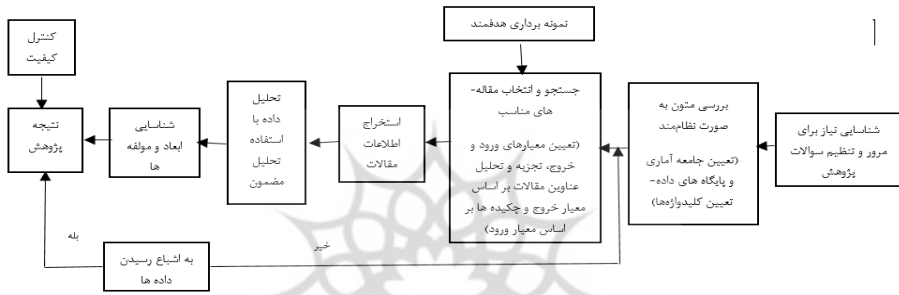 نمونه برداری هدفمند
شناسایی نیاز برای
مرور و تنظیم سوالات
پژوهش
بررسی متون به
صورت نظام‌مند
(تعیین جامعه آماری
و پایگاه های داده-
تعیین کلیدواژه‌ها)
جستجو و انتخاب مقاله-
های مناسب
(تعیین معیارهای ورود و
خروج، تجزیه و تحلیل
عناوین مقالات بر اساس
معیار خروج و چکیده ها بر
اساس معیار ورود)
استخراج
اطلاعات
مقالات
تحلیل
داده با
استفاده
تحلیل
مضمون
شناسایی
ابعاد و مولفه
ها
کنترل
کیفیت
نتیجه
پژوهش
خیر
به اشباع رسیدن
داده ها
بله